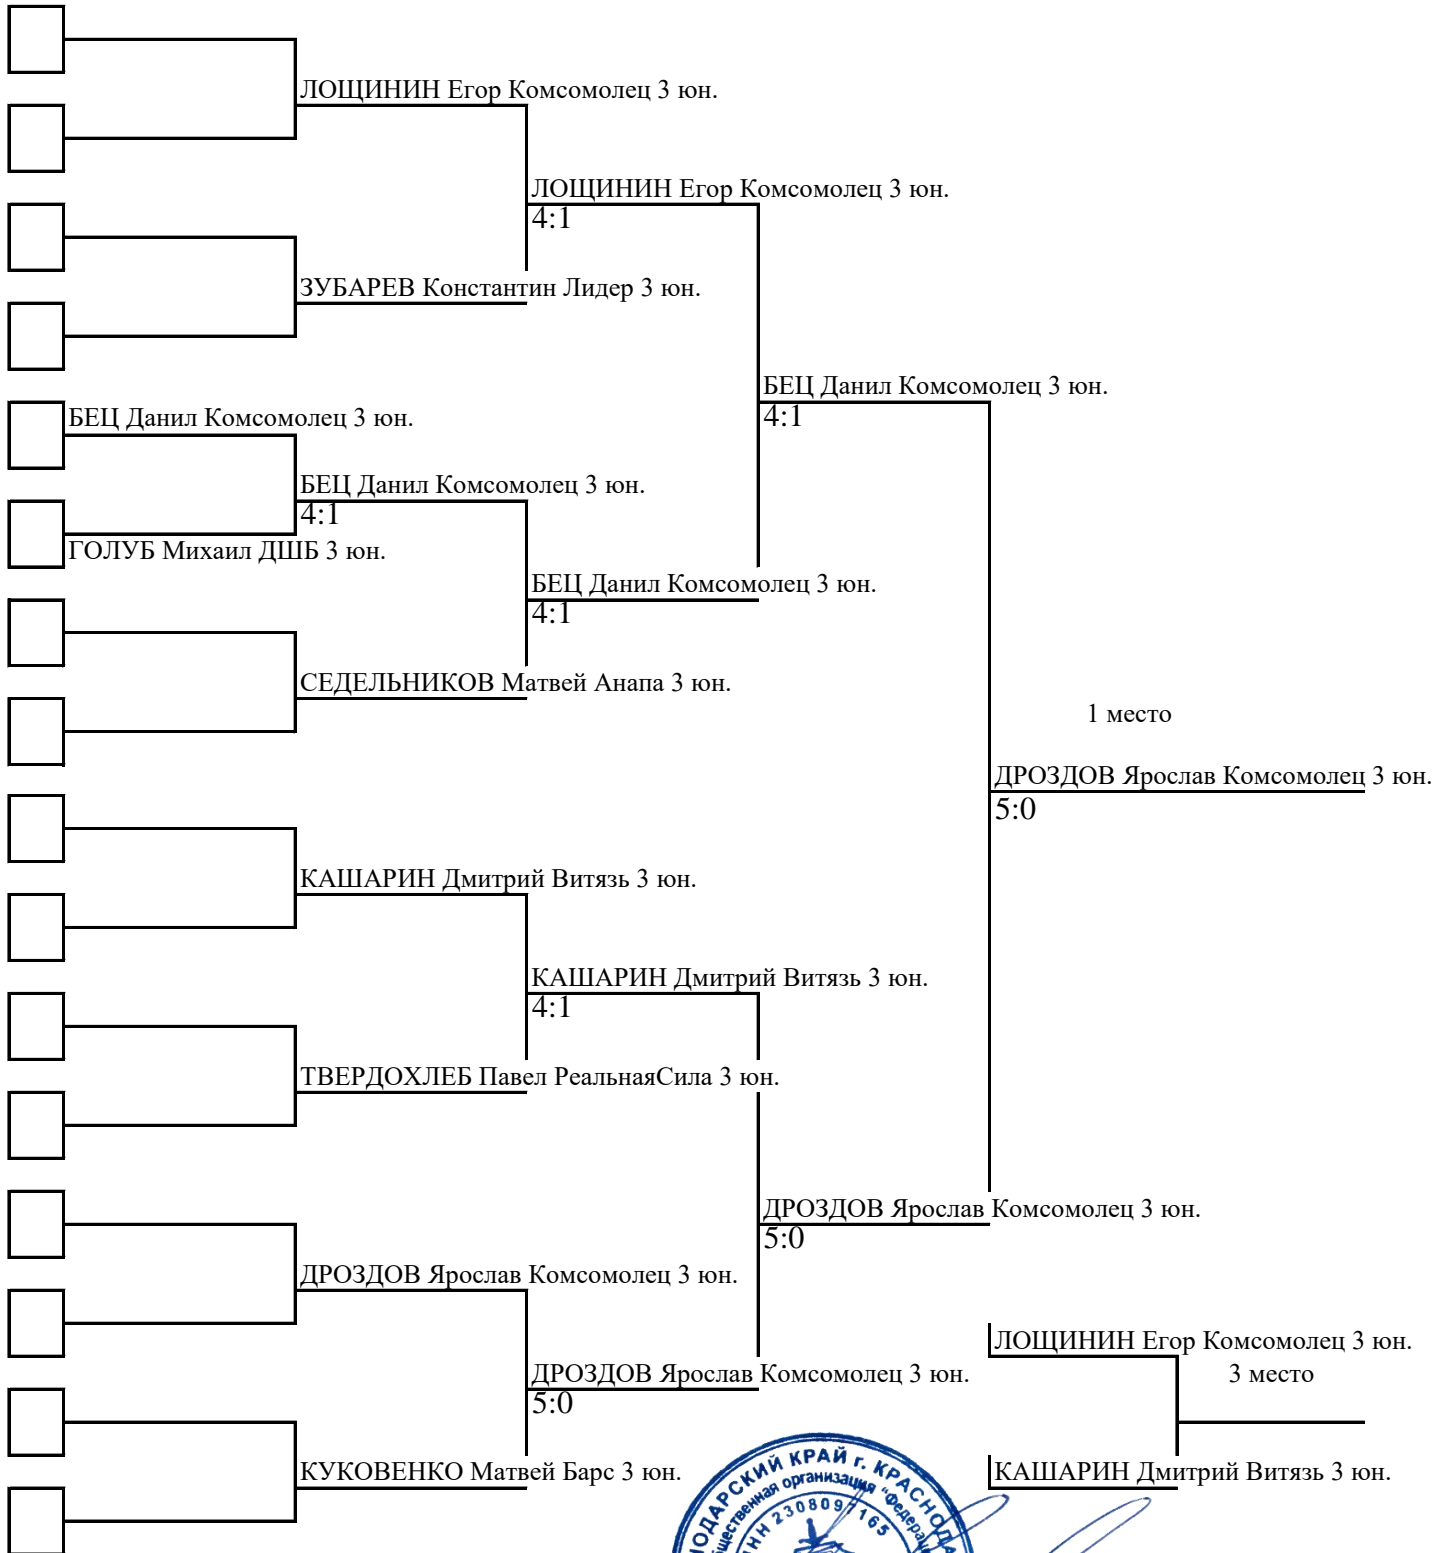 ЛОЩИНИН Егор Комсомолец 3 юн.
ЛОЩИНИН Егор Комсомолец 3 юн.
4:1
ЗУБАРЕВ Константин Лидер 3 юн.
БЕЦ Данил Комсомолец 3 юн.
4:1
БЕЦ Данил Комсомолец 3 юн.
БЕЦ Данил Комсомолец 3 юн.
4:1
ГОЛУБ Михаил ДШБ 3 юн.
БЕЦ Данил Комсомолец 3 юн.
4:1
СЕДЕЛЬНИКОВ Матвей Анапа 3 юн.
1 место
ДРОЗДОВ Ярослав Комсомолец 3 юн.
5:0
КАШАРИН Дмитрий Витязь 3 юн.
КАШАРИН Дмитрий Витязь 3 юн.
4:1
ТВЕРДОХЛЕБ Павел РеальнаяСила 3 юн.
ДРОЗДОВ Ярослав Комсомолец 3 юн.
5:0
ДРОЗДОВ Ярослав Комсомолец 3 юн.
ЛОЩИНИН Егор Комсомолец 3 юн.
3 место
ДРОЗДОВ Ярослав Комсомолец 3 юн.
5:0
КУКОВЕНКО Матвей Барс 3 юн.
КАШАРИН Дмитрий Витязь 3 юн.
КРАЙ г.
организация
ИНН 2308097165